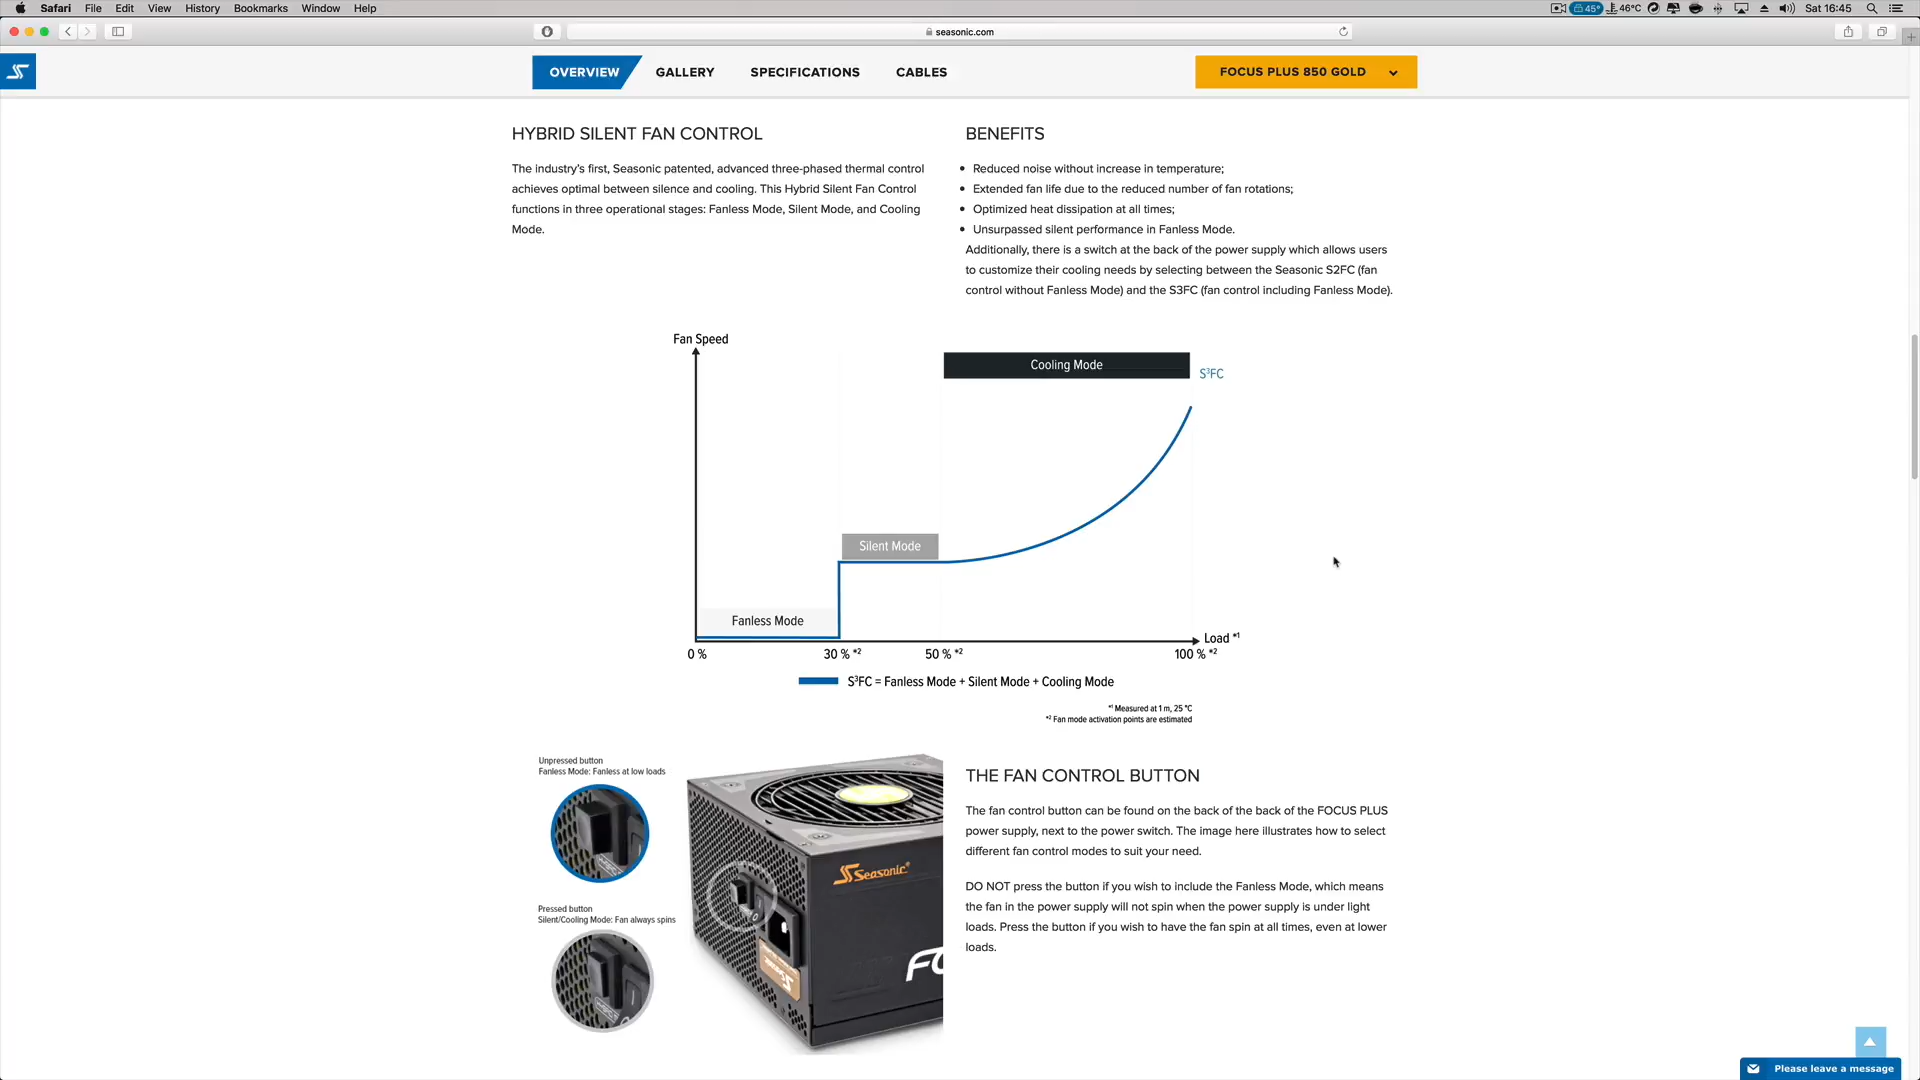 Safari File Edit View History Bookmarks Window Help
45° 46°C Sat 16:45
seasonic.com
OVERVIEW GALLERY SPECIFICATIONS CABLES
FOCUS PLUS 850 GOLD
HYBRID SILENT FAN CONTROL
The industry's first, Seasonic patented, advanced three-phased thermal control
achieves optimal between silence and cooling. This Hybrid Silent Fan Control
functions in three operational stages: Fanless Mode, Silent Mode, and Cooling
Mode.
BENEFITS
• Reduced noise without increase in temperature;
• Extended fan life due to the reduced number of fan rotations;
• Optimized heat dissipation at all times;
• Unsurpassed silent performance in Fanless Mode.
Additionally, there is a switch at the back of the power supply which allows users
to customize their cooling needs by selecting between the Seasonic S2FC (fan
control without Fanless Mode) and the S3FC (fan control including Fanless Mode).
Fan Speed
Cooling Mode
S³FC
Silent Mode
Fanless Mode
Load *¹
0 % 30 % *² 50 % *² 100 % *²
S³FC = Fanless Mode + Silent Mode + Cooling Mode
*¹ Measured at 1 m, 25 °C
*² Fan mode activation points are estimated
Unpressed button
Fanless Mode: Fanless at low loads
Pressed button
Silent/Cooling Mode: Fan always spins
Seasonic®
FO
THE FAN CONTROL BUTTON
The fan control button can be found on the back of the back of the FOCUS PLUS
power supply, next to the power switch. The image here illustrates how to select
different fan control modes to suit your need.
DO NOT press the button if you wish to include the Fanless Mode, which means
the fan in the power supply will not spin when the power supply is under light
loads. Press the button if you wish to have the fan spin at all times, even at lower
loads.
Please leave a message